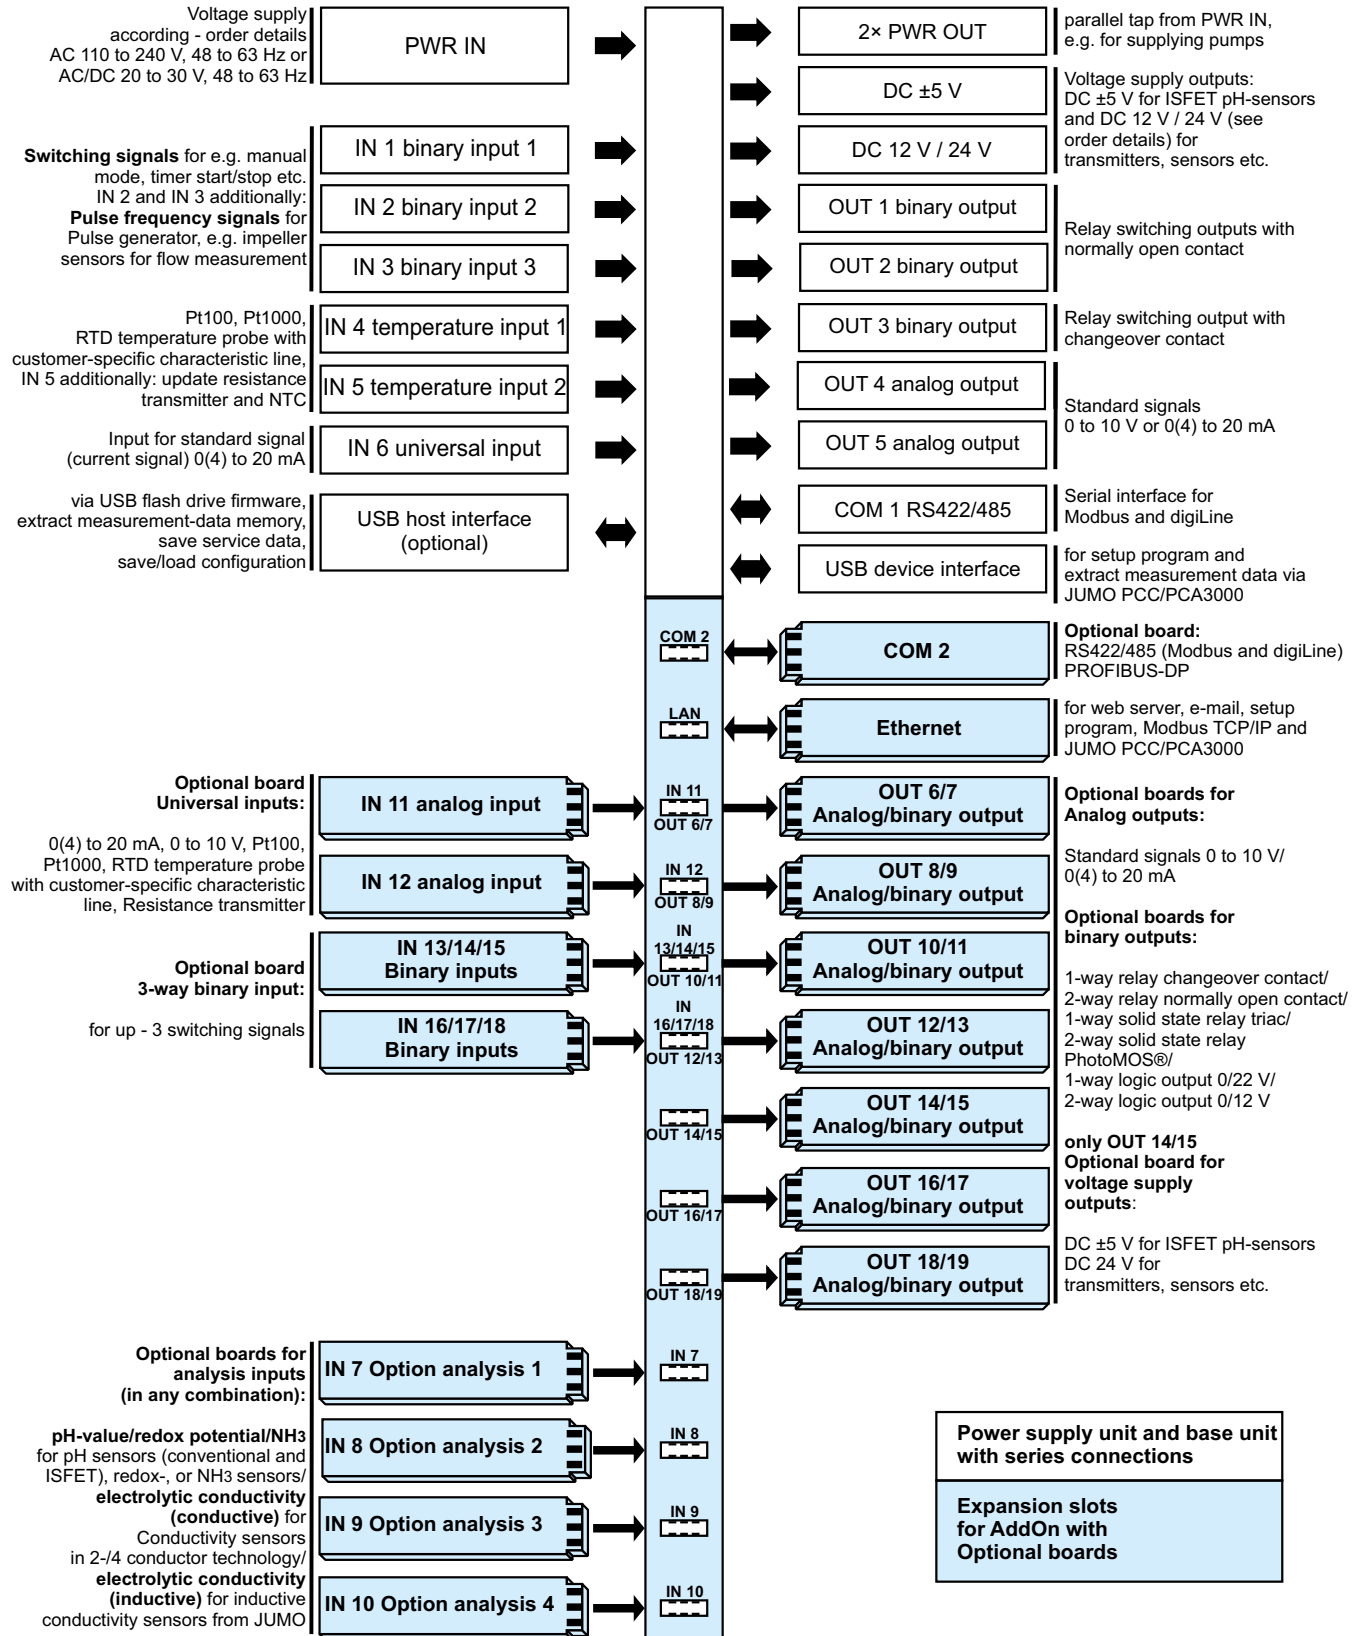 Voltage supply
according - order details
AC 110 to 240 V, 48 to 63 Hz or
AC/DC 20 to 30 V, 48 to 63 Hz
PWR IN
2× PWR OUT
parallel tap from PWR IN,
e.g. for supplying pumps
DC ±5 V
DC 12 V / 24 V
Voltage supply outputs:
DC ±5 V for ISFET pH-sensors
and DC 12 V / 24 V (see
order details) for
transmitters, sensors etc.
Switching signals for e.g. manual
mode, timer start/stop etc.
IN 2 and IN 3 additionally:
Pulse frequency signals for
Pulse generator, e.g. impeller
sensors for flow measurement
IN 1 binary input 1
IN 2 binary input 2
IN 3 binary input 3
OUT 1 binary output
OUT 2 binary output
Relay switching outputs with
normally open contact
Pt100, Pt1000,
RTD temperature probe with
customer-specific characteristic line,
IN 5 additionally: update resistance
transmitter and NTC
IN 4 temperature input 1
IN 5 temperature input 2
OUT 3 binary output
Relay switching output with
changeover contact
OUT 4 analog output
OUT 5 analog output
Standard signals
0 to 10 V or 0(4) to 20 mA
Input for standard signal
(current signal) 0(4) to 20 mA
IN 6 universal input
via USB flash drive firmware,
extract measurement-data memory,
save service data,
save/load configuration
USB host interface
(optional)
COM 1 RS422/485
Serial interface for
Modbus and digiLine
USB device interface
for setup program and
extract measurement data via
JUMO PCC/PCA3000
COM 2
COM 2
Optional board:
RS422/485 (Modbus and digiLine)
PROFIBUS-DP
LAN
Ethernet
for web server, e-mail, setup
program, Modbus TCP/IP and
JUMO PCC/PCA3000
Optional board
Universal inputs:
0(4) to 20 mA, 0 to 10 V, Pt100,
Pt1000, RTD temperature probe
with customer-specific characteristic
line, Resistance transmitter
IN 11 analog input
IN 12 analog input
IN 11
OUT 6/7
IN 12
OUT 8/9
OUT 6/7
Analog/binary output
OUT 8/9
Analog/binary output
Optional boards for
Analog outputs:
Standard signals 0 to 10 V/
0(4) to 20 mA
Optional boards for
binary outputs:
1-way relay changeover contact/
2-way relay normally open contact/
1-way solid state relay triac/
2-way solid state relay
PhotoMOS®/
1-way logic output 0/22 V/
2-way logic output 0/12 V
only OUT 14/15
Optional board for
voltage supply
outputs:
DC ±5 V for ISFET pH-sensors
DC 24 V for
transmitters, sensors etc.
Optional board
3-way binary input:
for up - 3 switching signals
IN 13/14/15
Binary inputs
IN 16/17/18
Binary inputs
IN
13/14/15
OUT 10/11
IN
16/17/18
OUT 12/13
OUT 14/15
OUT 16/17
OUT 18/19
OUT 10/11
Analog/binary output
OUT 12/13
Analog/binary output
OUT 14/15
Analog/binary output
OUT 16/17
Analog/binary output
OUT 18/19
Analog/binary output
Optional boards for
analysis inputs
(in any combination):
pH-value/redox potential/NH3
for pH sensors (conventional and
ISFET), redox-, or NH3 sensors/
electrolytic conductivity
(conductive) for
Conductivity sensors
in 2-/4 conductor technology/
electrolytic conductivity
(inductive) for inductive
conductivity sensors from JUMO
IN 7 Option analysis 1
IN 8 Option analysis 2
IN 9 Option analysis 3
IN 10 Option analysis 4
IN 7
IN 8
IN 9
IN 10
Power supply unit and base unit
with series connections
Expansion slots
for AddOn with
Optional boards